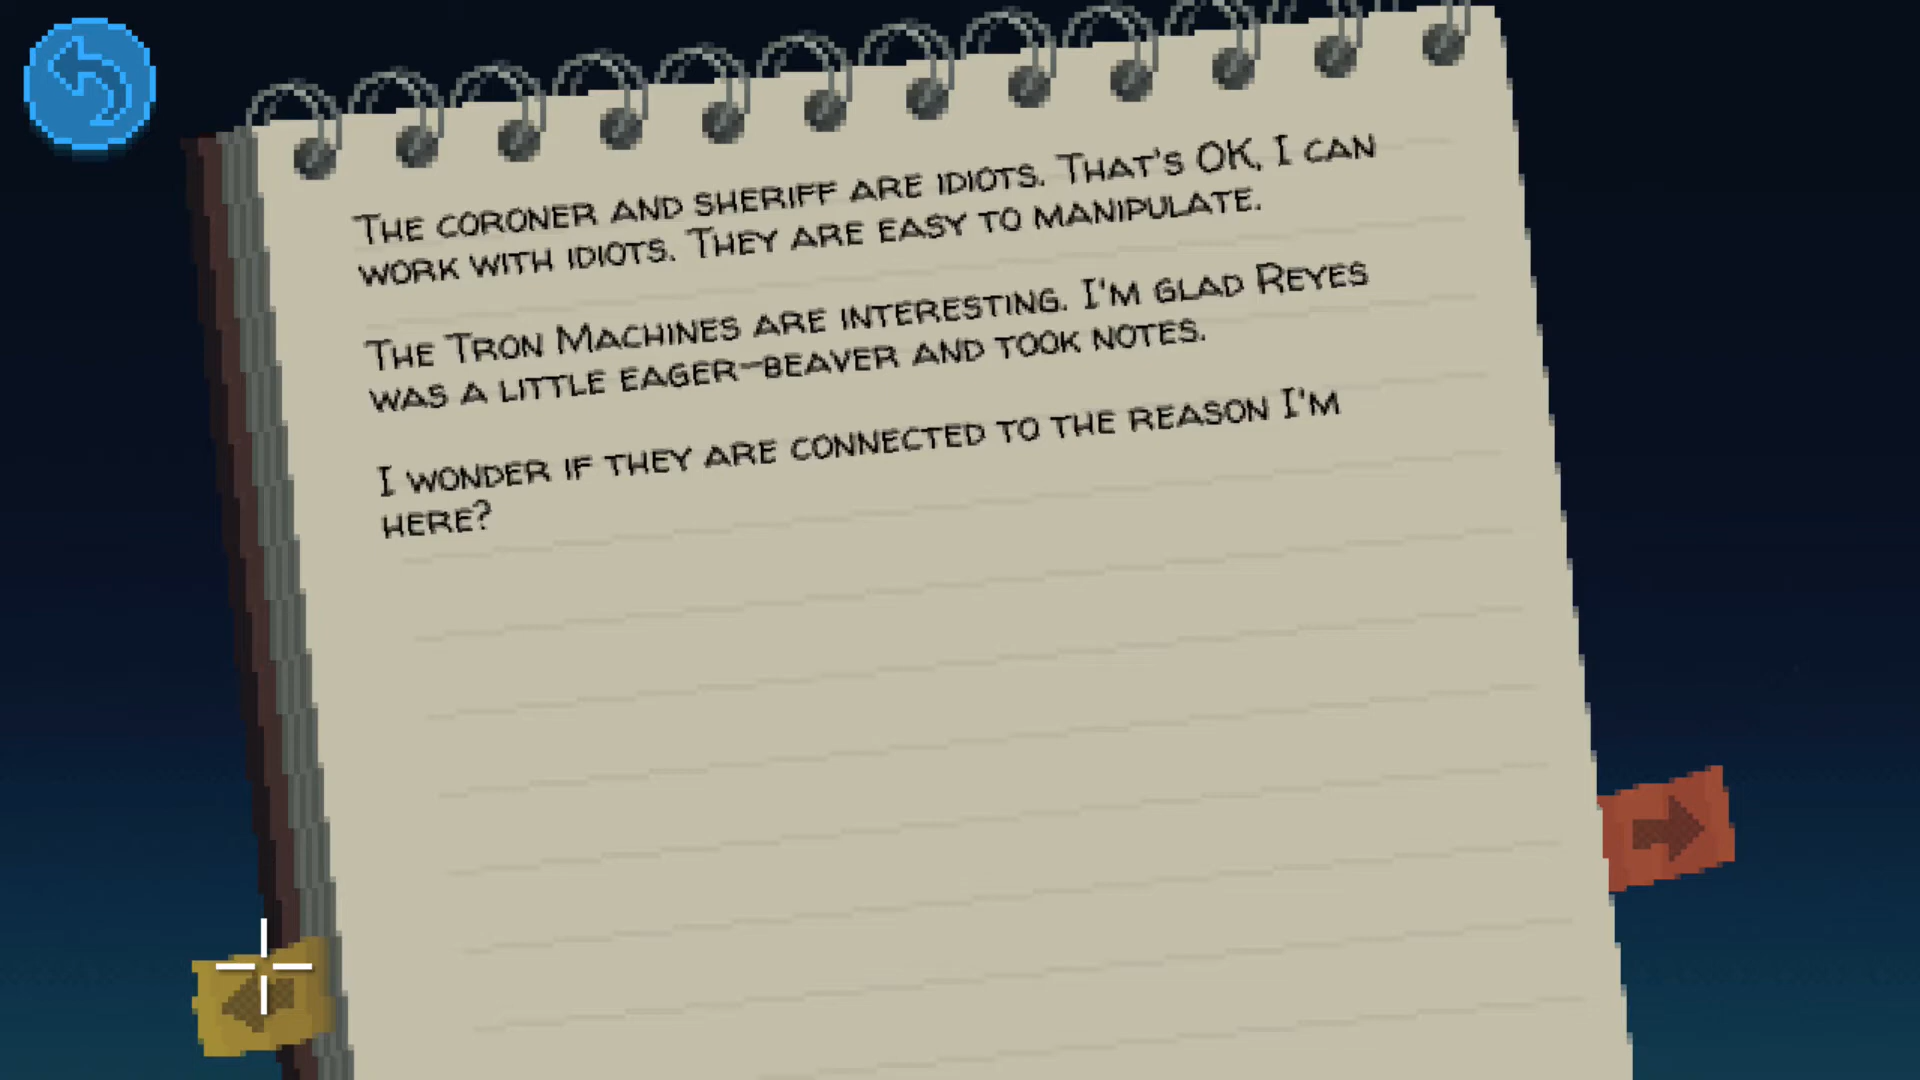 The coroner and sheriff are idiots. That's OK, I can
work with idiots. They are easy to manipulate.
The Tron Machines are interesting. I'm glad Reyes
was a little eager-beaver and took notes.
I wonder if they are connected to the reason I'm
here?